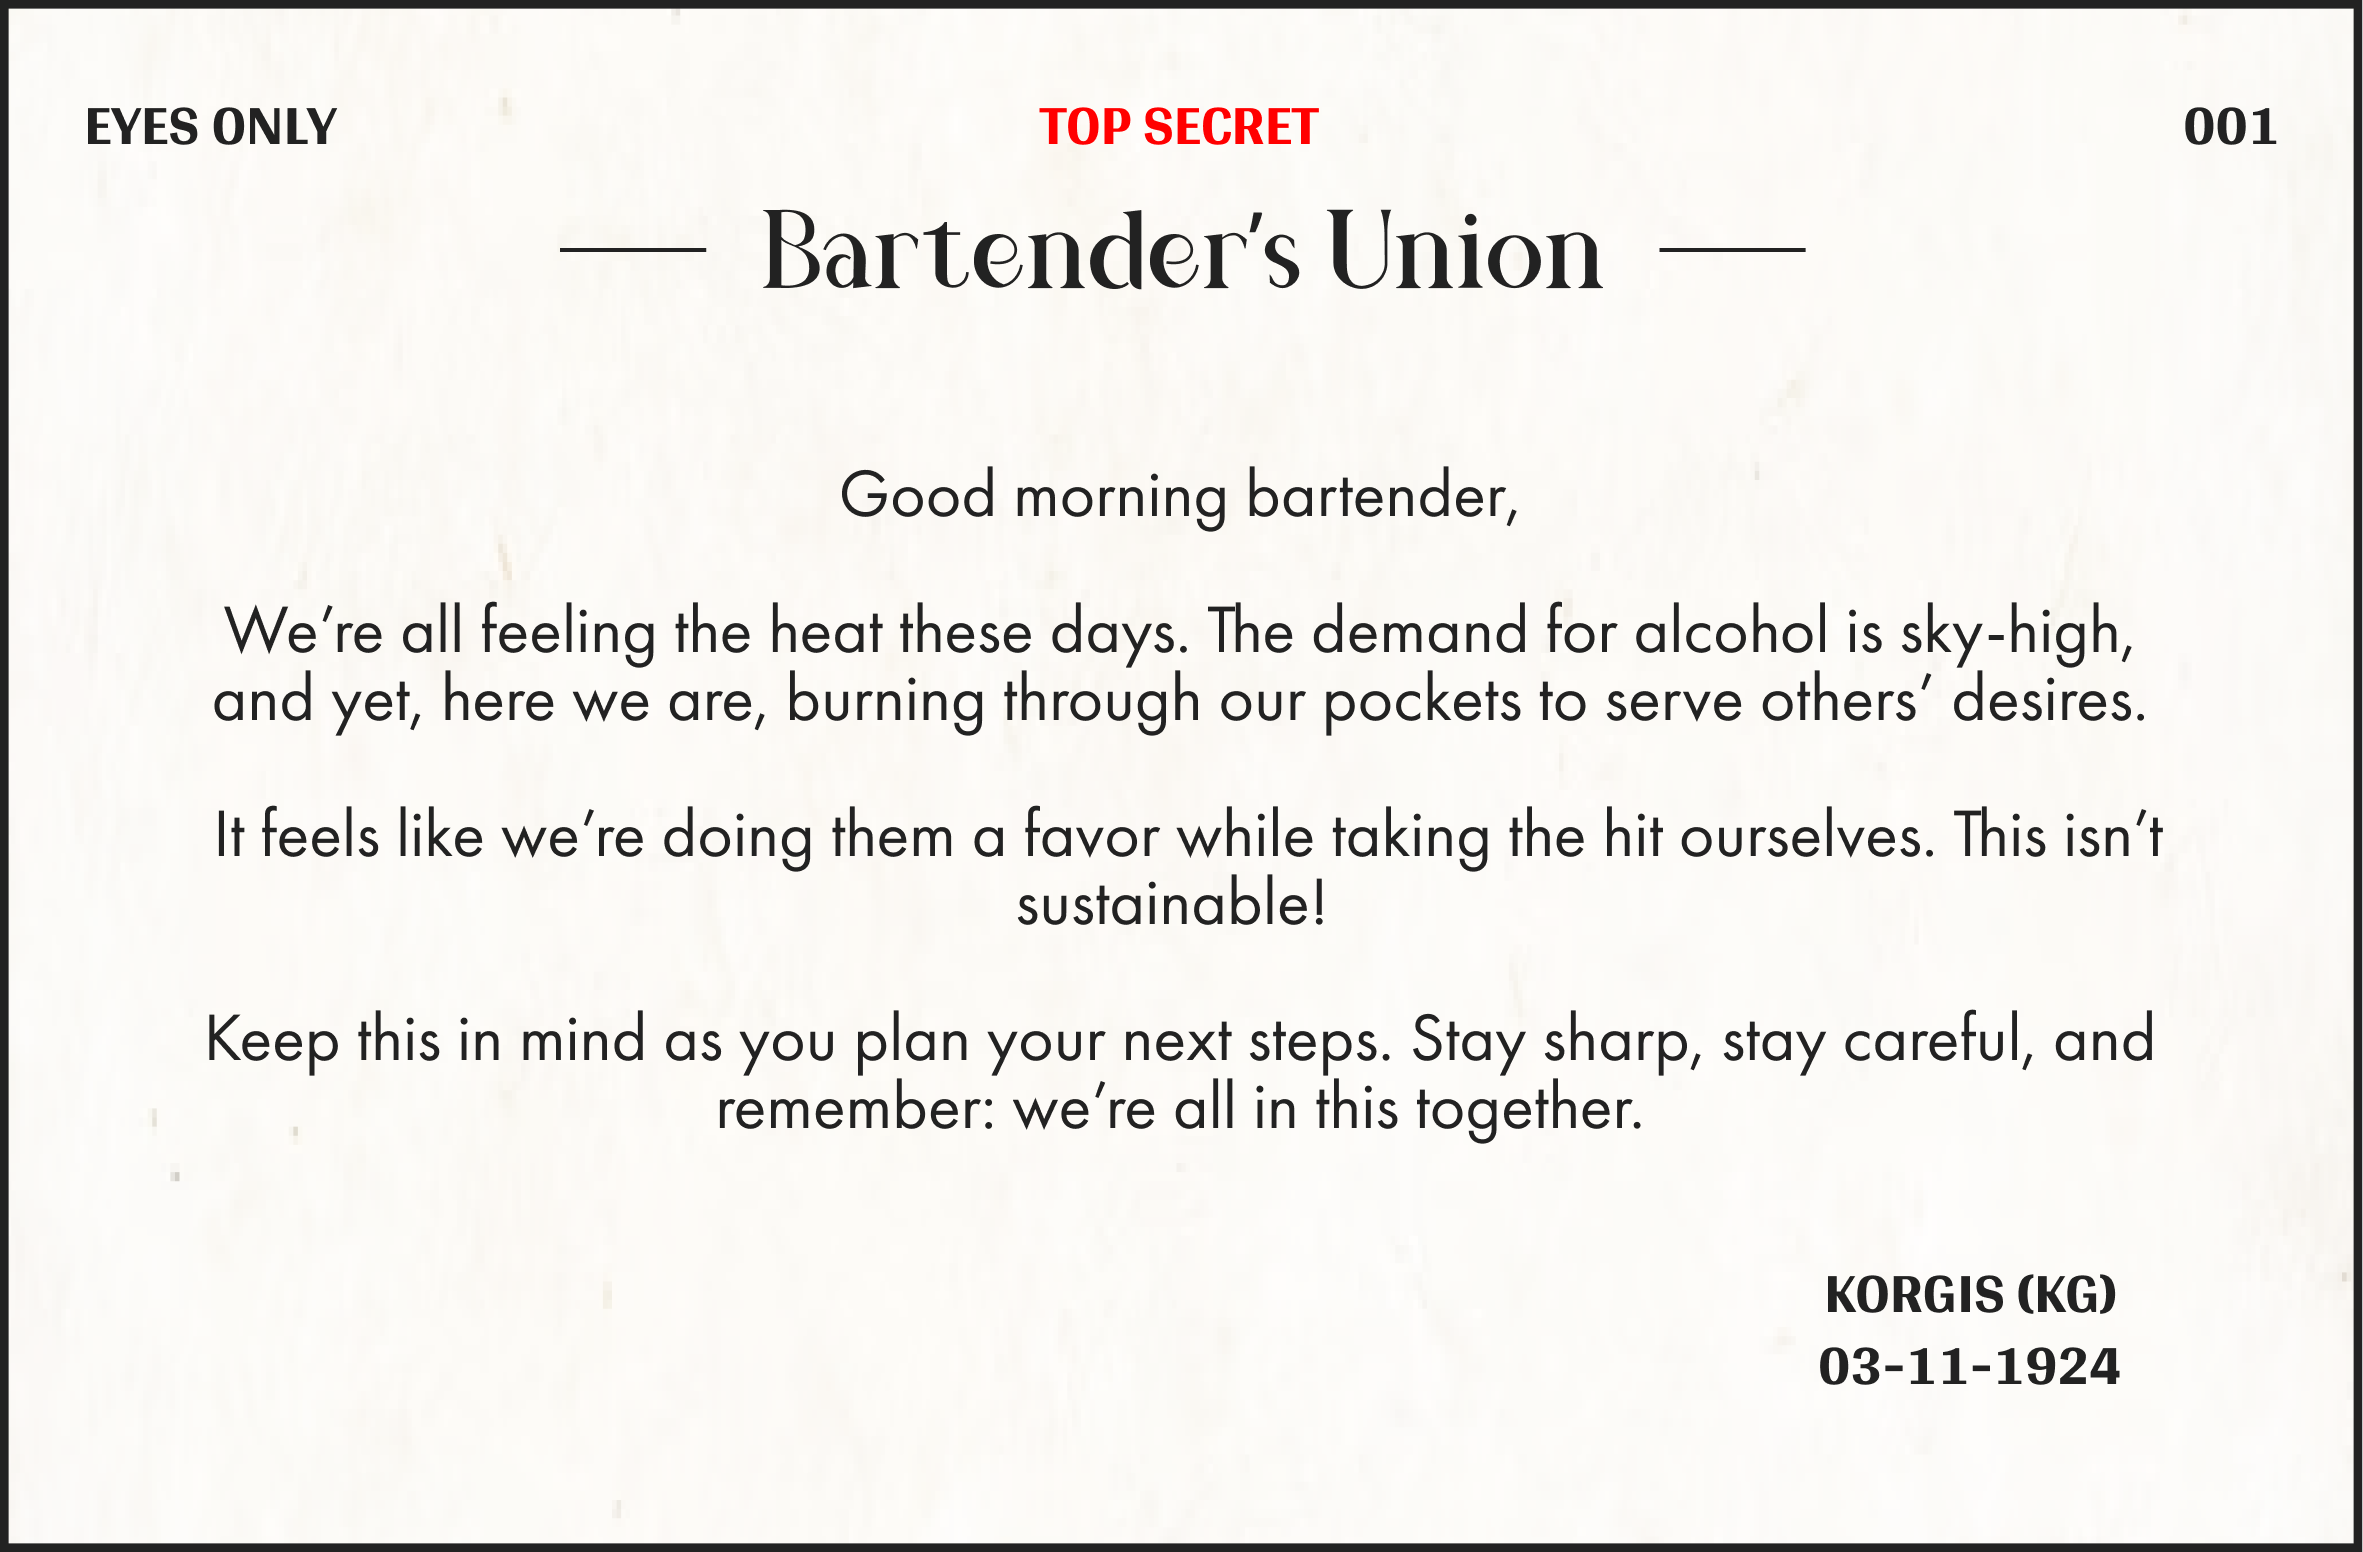 EYES ONLY TOP SECRET 001
Bartender’s Union
Good morning bartender,
We’re all feeling the heat these days. The demand for alcohol is sky-high,
and yet, here we are, burning through our pockets to serve others’ desires.
It feels like we’re doing them a favor while taking the hit ourselves. This isn’t
sustainable!
Keep this in mind as you plan your next steps. Stay sharp, stay careful, and
remember: we’re all in this together.
KORGIS (KG)
03-11-1924